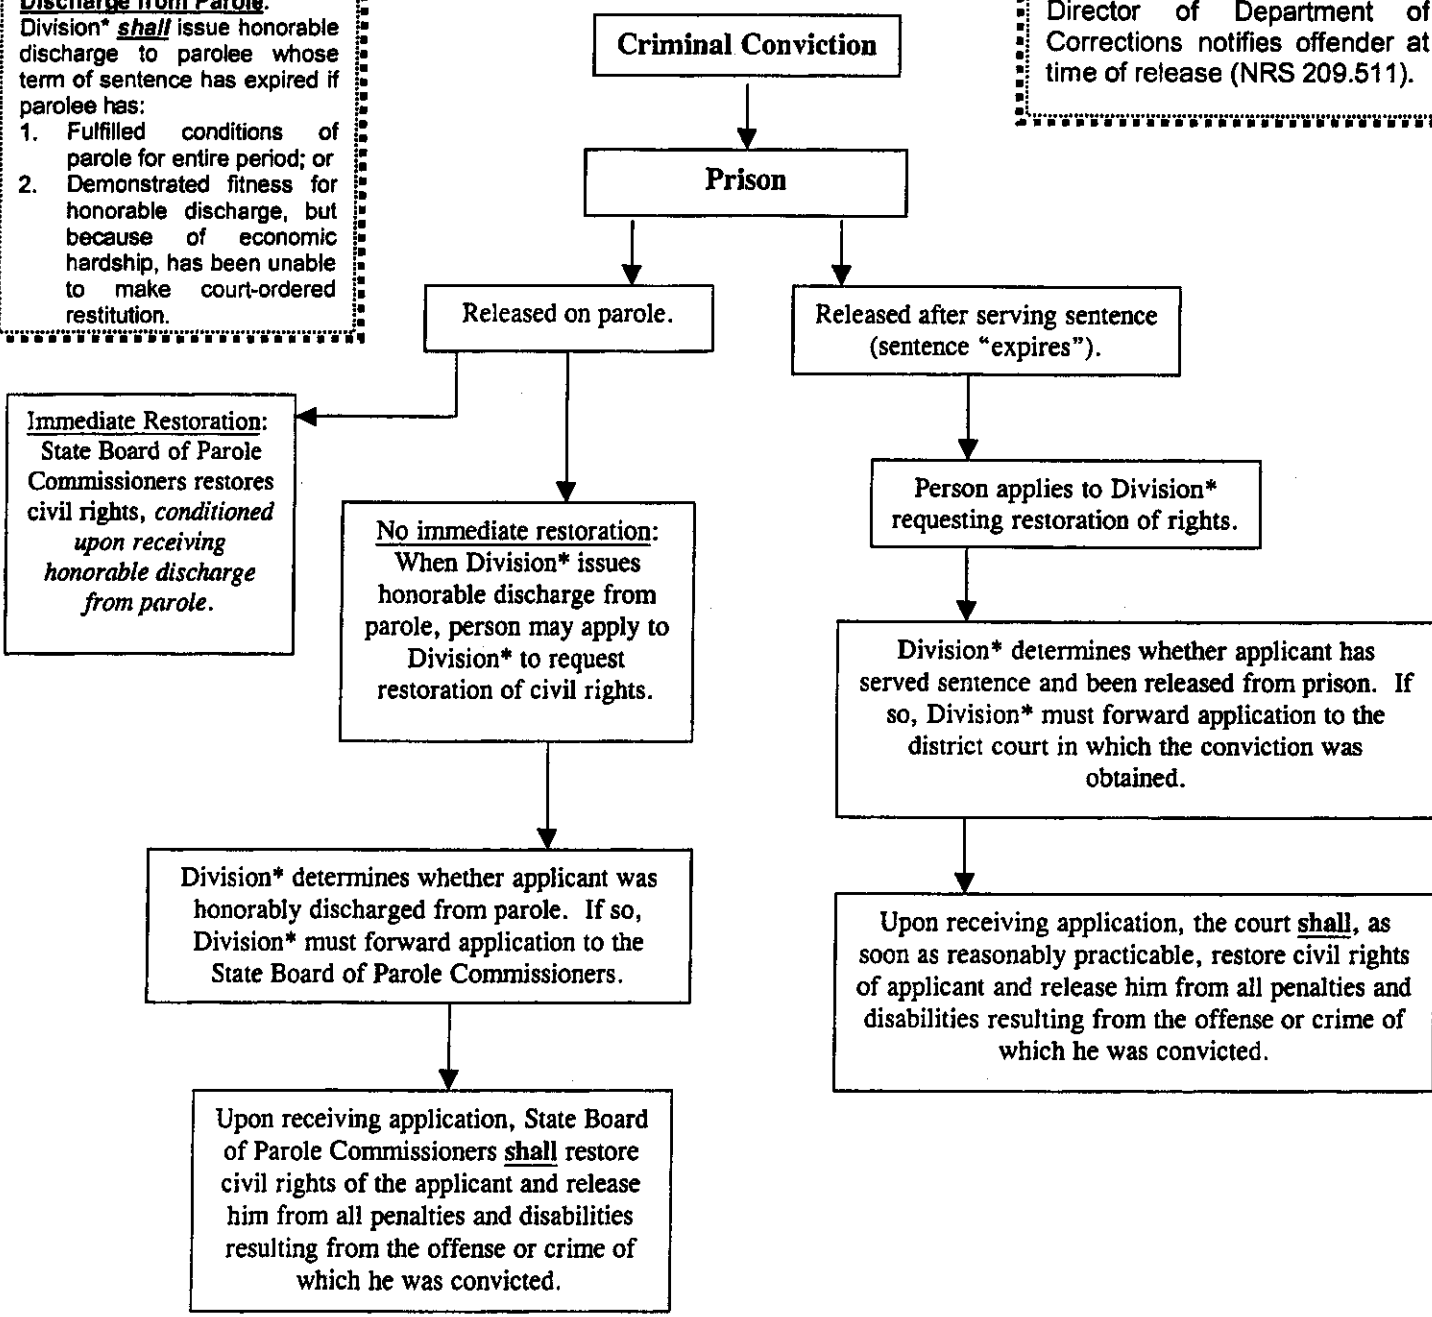 Discharge from Parole.
Division* shall issue honorable
discharge to parolee whose
term of sentence has expired if
parolee has:
1. Fulfilled conditions of
parole for entire period; or
2. Demonstrated fitness for
honorable discharge, but
because of economic
hardship, has been unable
to make court-ordered
restitution.
Criminal Conviction
Director of Department of
Corrections notifies offender at
time of release (NRS 209.511).
Prison
Released on parole.
Released after serving sentence
(sentence “expires”).
Immediate Restoration:
State Board of Parole
Commissioners restores
civil rights, conditioned
upon receiving
honorable discharge
from parole.
No immediate restoration:
When Division* issues
honorable discharge from
parole, person may apply to
Division* to request
restoration of civil rights.
Person applies to Division*
requesting restoration of rights.
Division* determines whether applicant has
served sentence and been released from prison. If
so, Division* must forward application to the
district court in which the conviction was
obtained.
Division* determines whether applicant was
honorably discharged from parole. If so,
Division* must forward application to the
State Board of Parole Commissioners.
Upon receiving application, the court shall, as
soon as reasonably practicable, restore civil rights
of applicant and release him from all penalties and
disabilities resulting from the offense or crime of
which he was convicted.
Upon receiving application, State Board
of Parole Commissioners shall restore
civil rights of the applicant and release
him from all penalties and disabilities
resulting from the offense or crime of
which he was convicted.